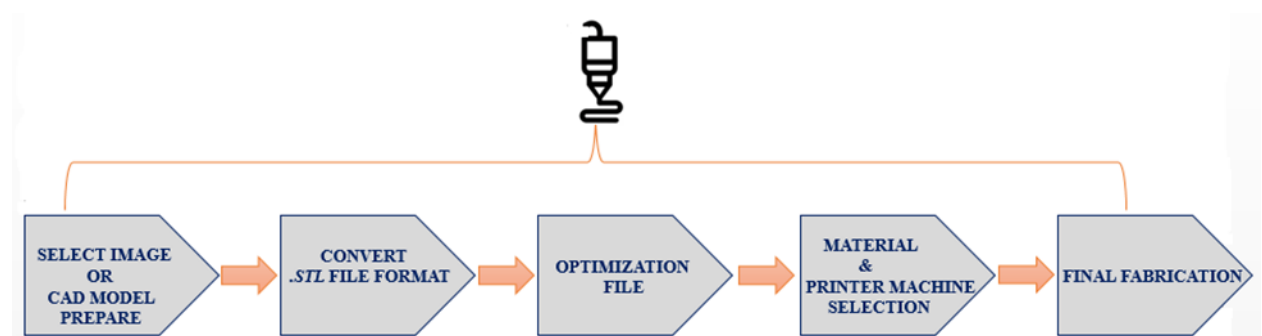 SELECT IMAGE
OR
CAD MODEL
PREPARE
CONVERT
.STL FILE FORMAT
OPTIMIZATION
FILE
MATERIAL
&
PRINTER MACHINE
SELECTION
FINAL FABRICATION